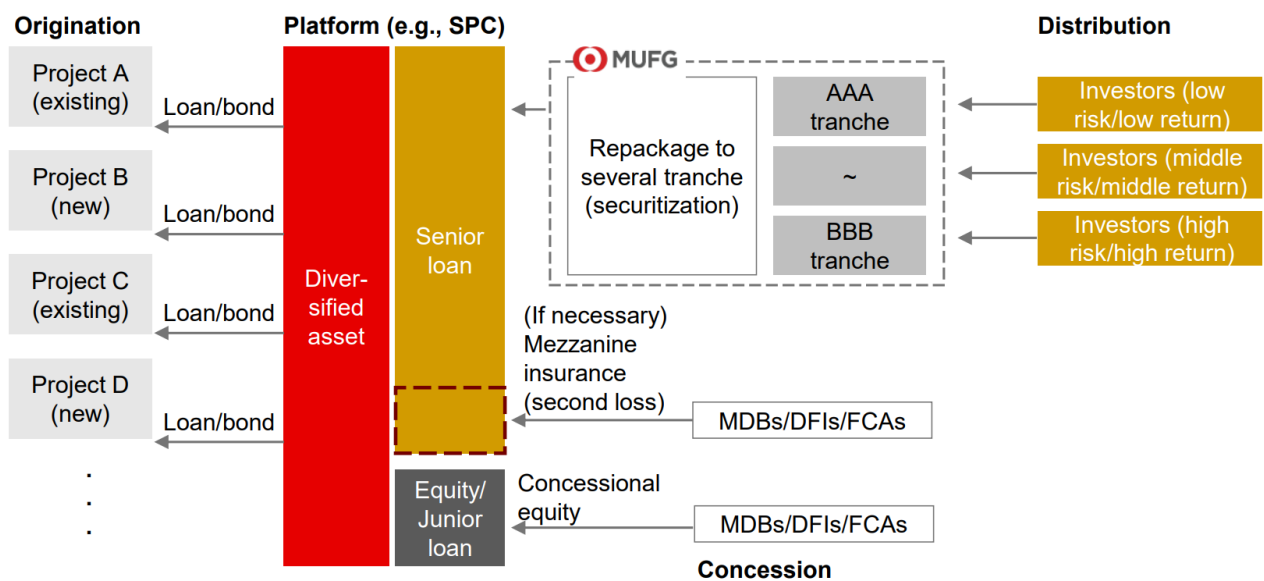 Origination
Platform (e.g., SPC)
Distribution
Project A
(existing)
Project B
(new)
Project C
(existing)
Project D
(new)
.
.
.
Loan/bond
Loan/bond
Loan/bond
Loan/bond
Diver-
sified
asset
Senior
loan
Equity/
Junior
loan
MUFG
Repackage to
several tranche
(securitization)
AAA
tranche
~
BBB
tranche
Investors (low
risk/low return)
Investors (middle
risk/middle return)
Investors (high
risk/high return)
(If necessary)
Mezzanine
insurance
(second loss)
MDBs/DFIs/FCAs
Concessional
equity
MDBs/DFIs/FCAs
Concession